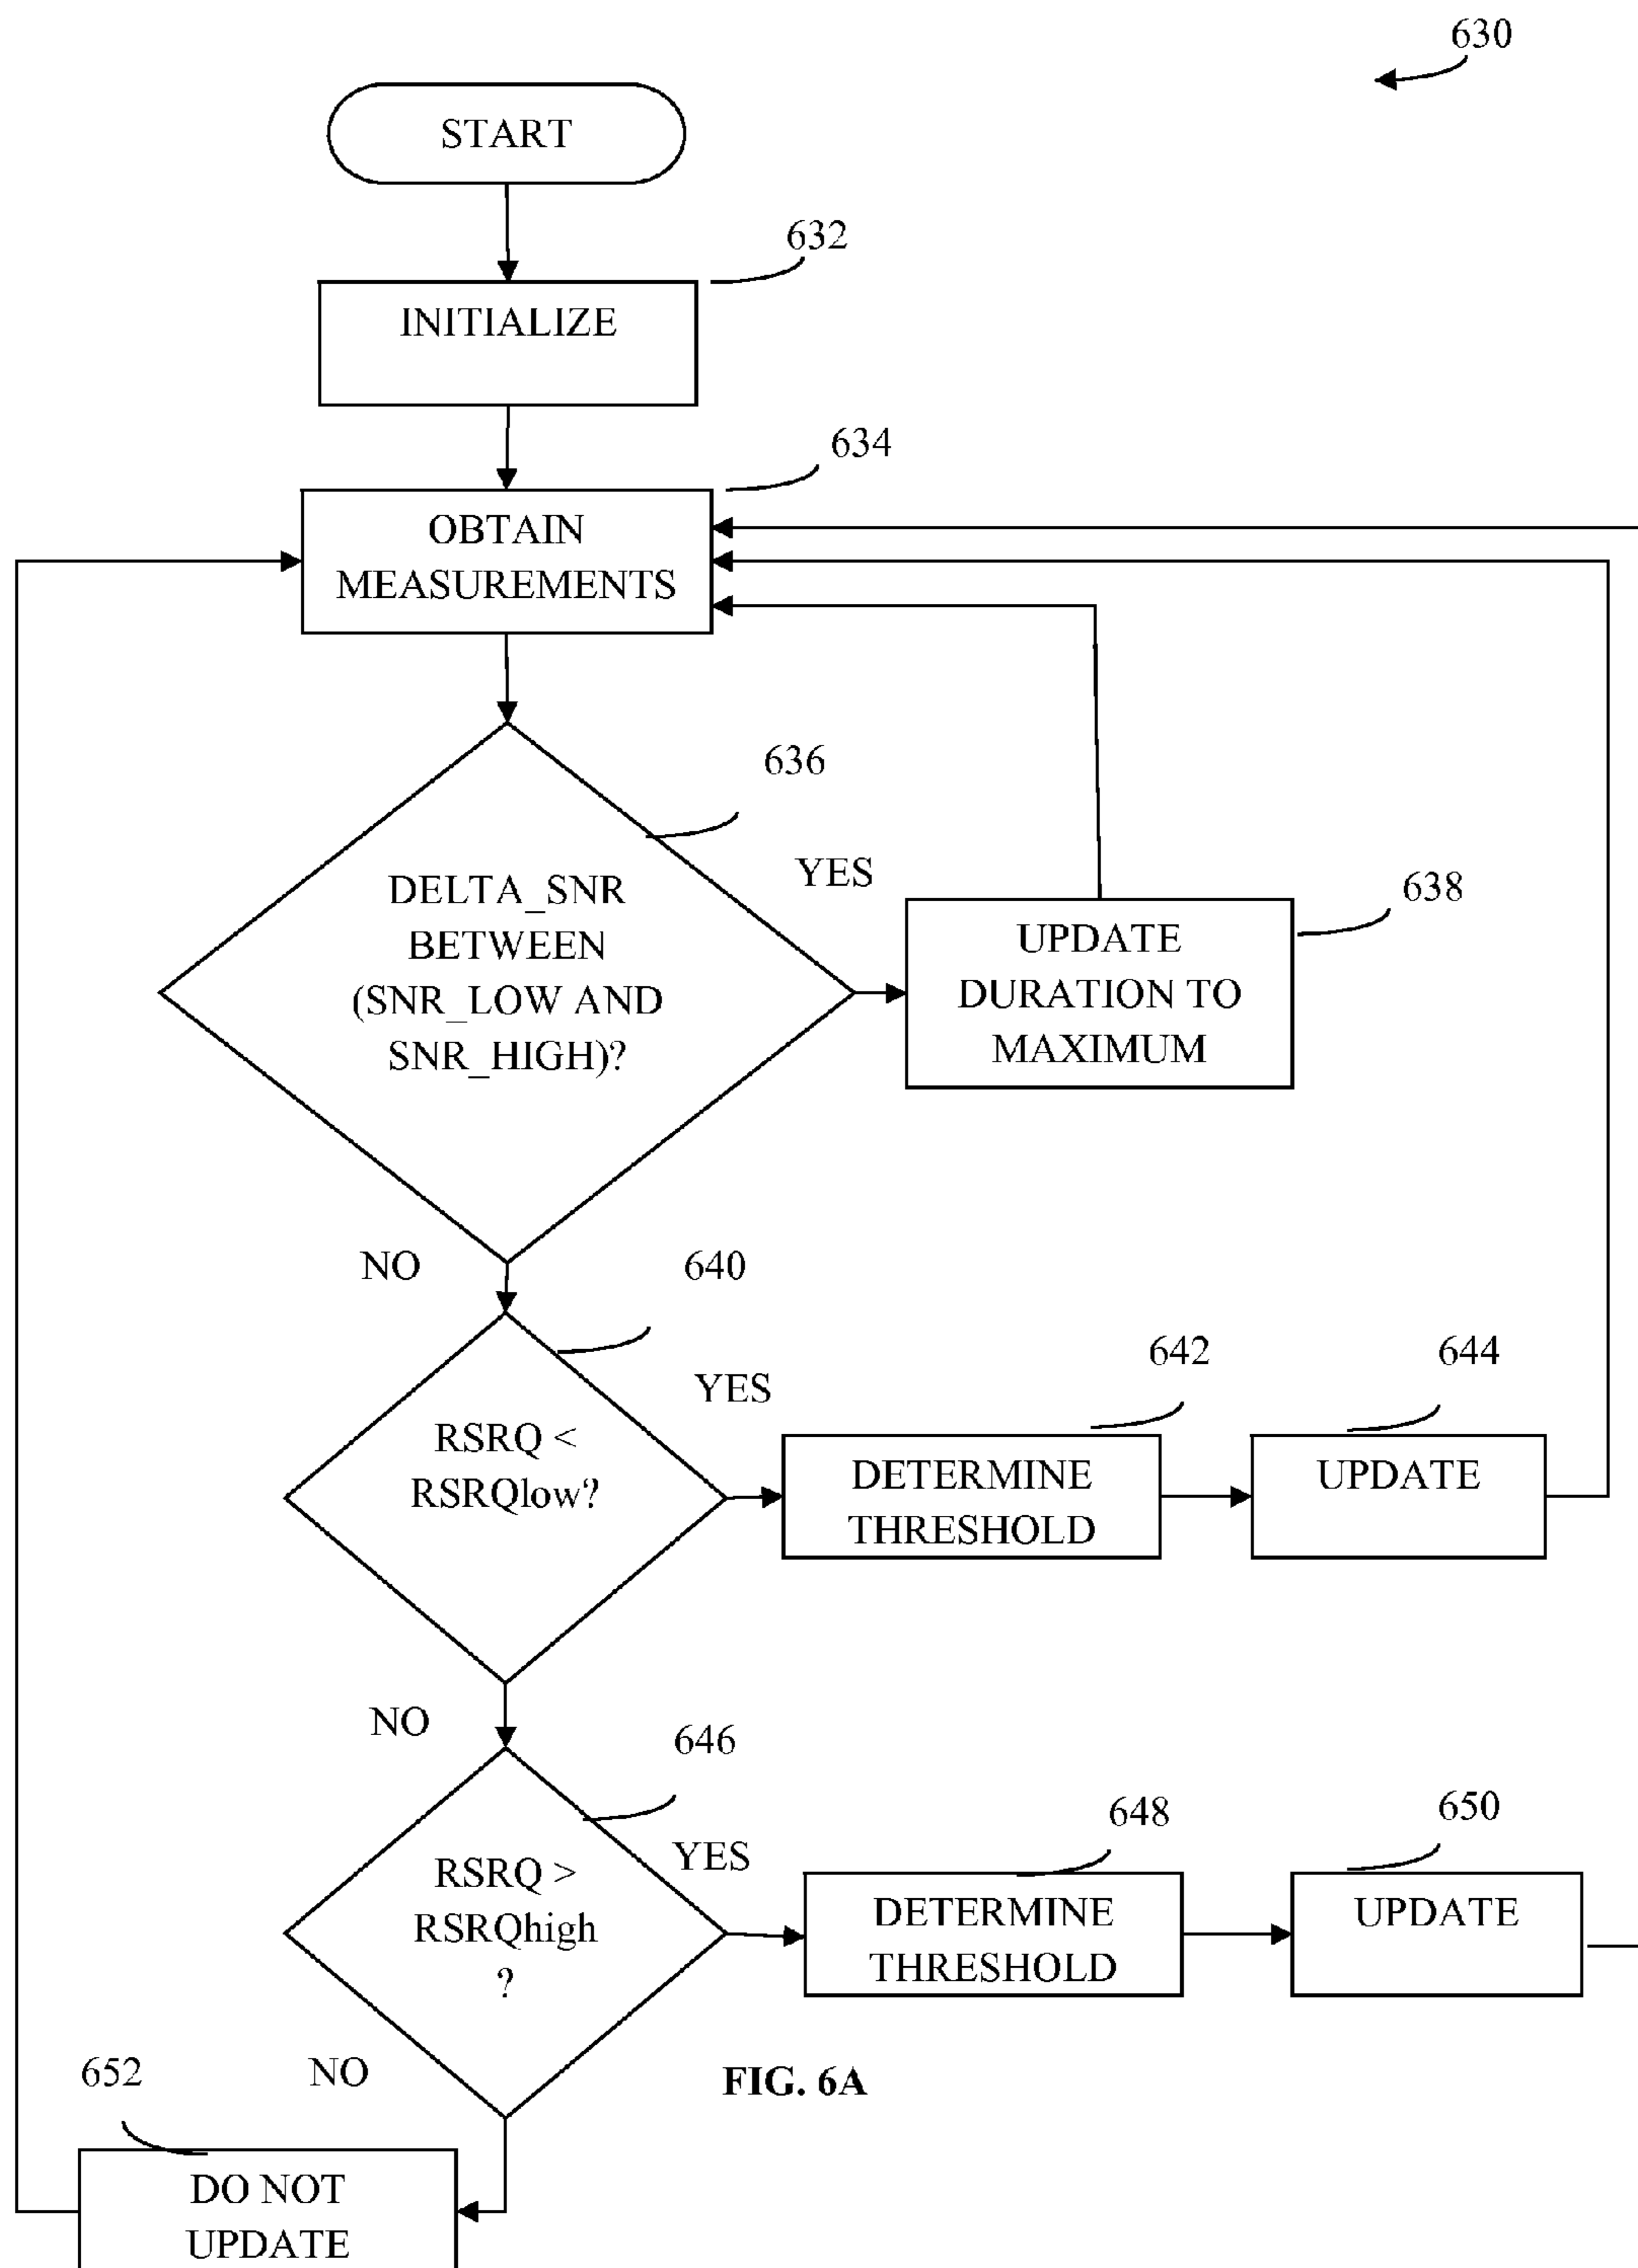 630
START
632
INITIALIZE
634
OBTAIN
MEASUREMENTS
636
YES
DELTA_SNR
BETWEEN
(SNR_LOW AND
SNR_HIGH)?
638
UPDATE
DURATION TO
MAXIMUM
NO
640
YES
RSRQ <
RSRQlow?
642
DETERMINE
THRESHOLD
644
UPDATE
NO
646
YES
RSRQ >
RSRQhigh
?
648
DETERMINE
THRESHOLD
650
UPDATE
NO
652
DO NOT
UPDATE
FIG. 6A